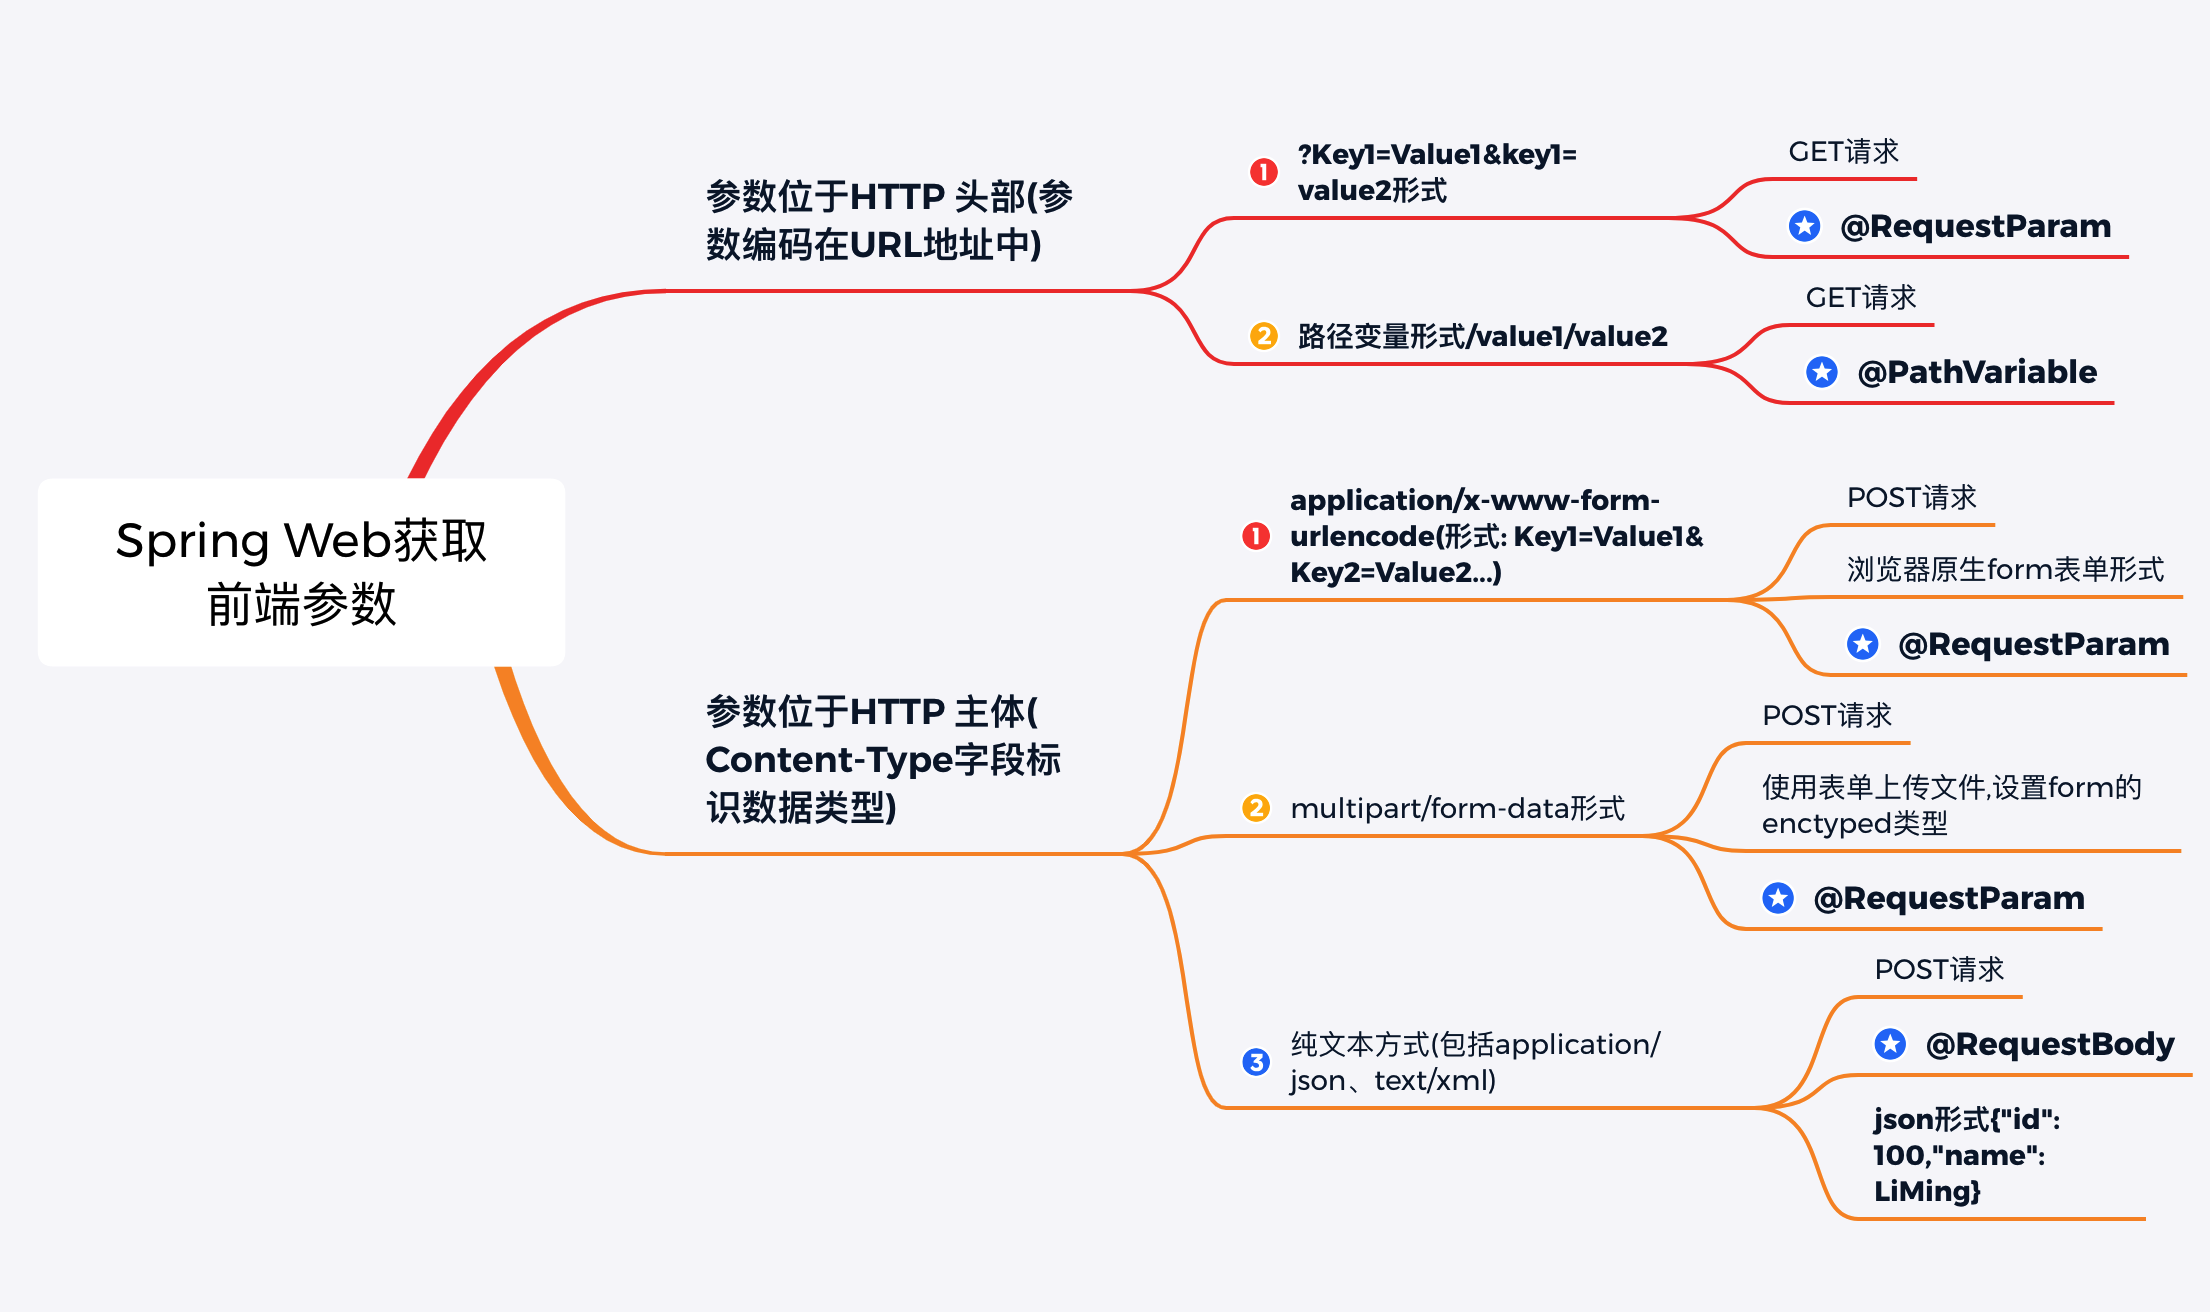 Spring Web获取
前端参数
参数位于HTTP 头部(参
数编码在URL地址中)
1
?Key1=Value1&key1=
value2形式
GET请求
@RequestParam
2
路径变量形式/value1/value2
GET请求
@PathVariable
参数位于HTTP 主体(
Content-Type字段标
识数据类型)
1
application/x-www-form-
urlencode(形式: Key1=Value1&
Key2=Value2...)
POST请求
浏览器原生form表单形式
@RequestParam
2
multipart/form-data形式
POST请求
使用表单上传文件,设置form的
enctyped类型
@RequestParam
3
纯文本方式(包括application/
json、text/xml)
POST请求
@RequestBody
json形式{"id":
100,"name":
LiMing}